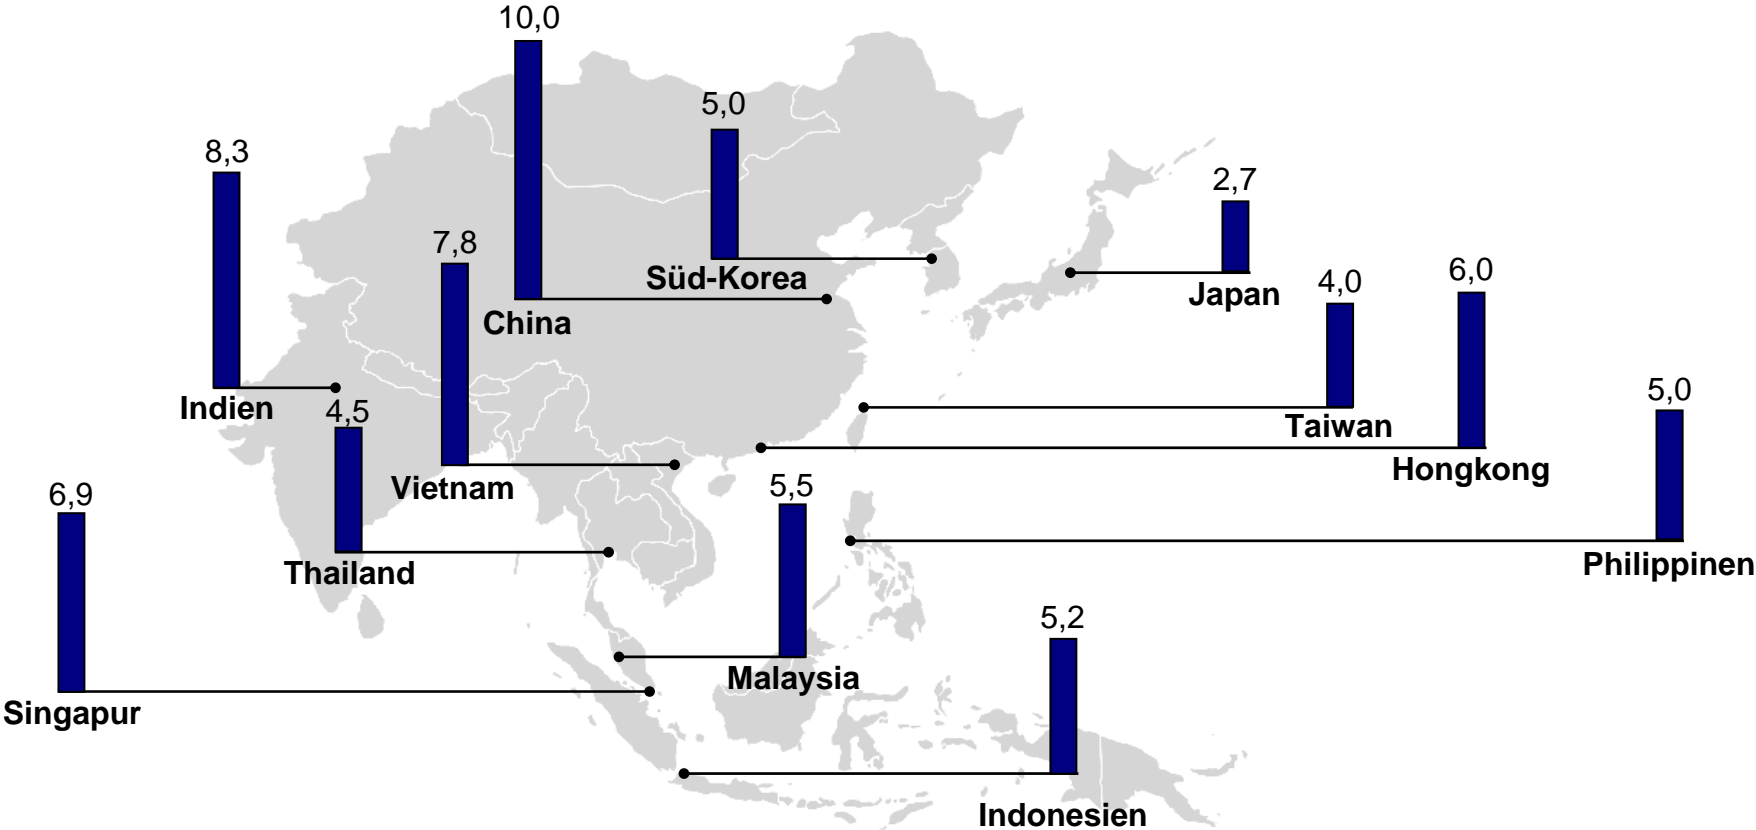 10,0
China
5,0
Süd-Korea
8,3
Indien
2,7
Japan
7,8
Vietnam
4,0
Taiwan
6,0
Hongkong
4,5
Thailand
5,0
Philippinen
6,9
Singapur
5,5
Malaysia
5,2
Indonesien